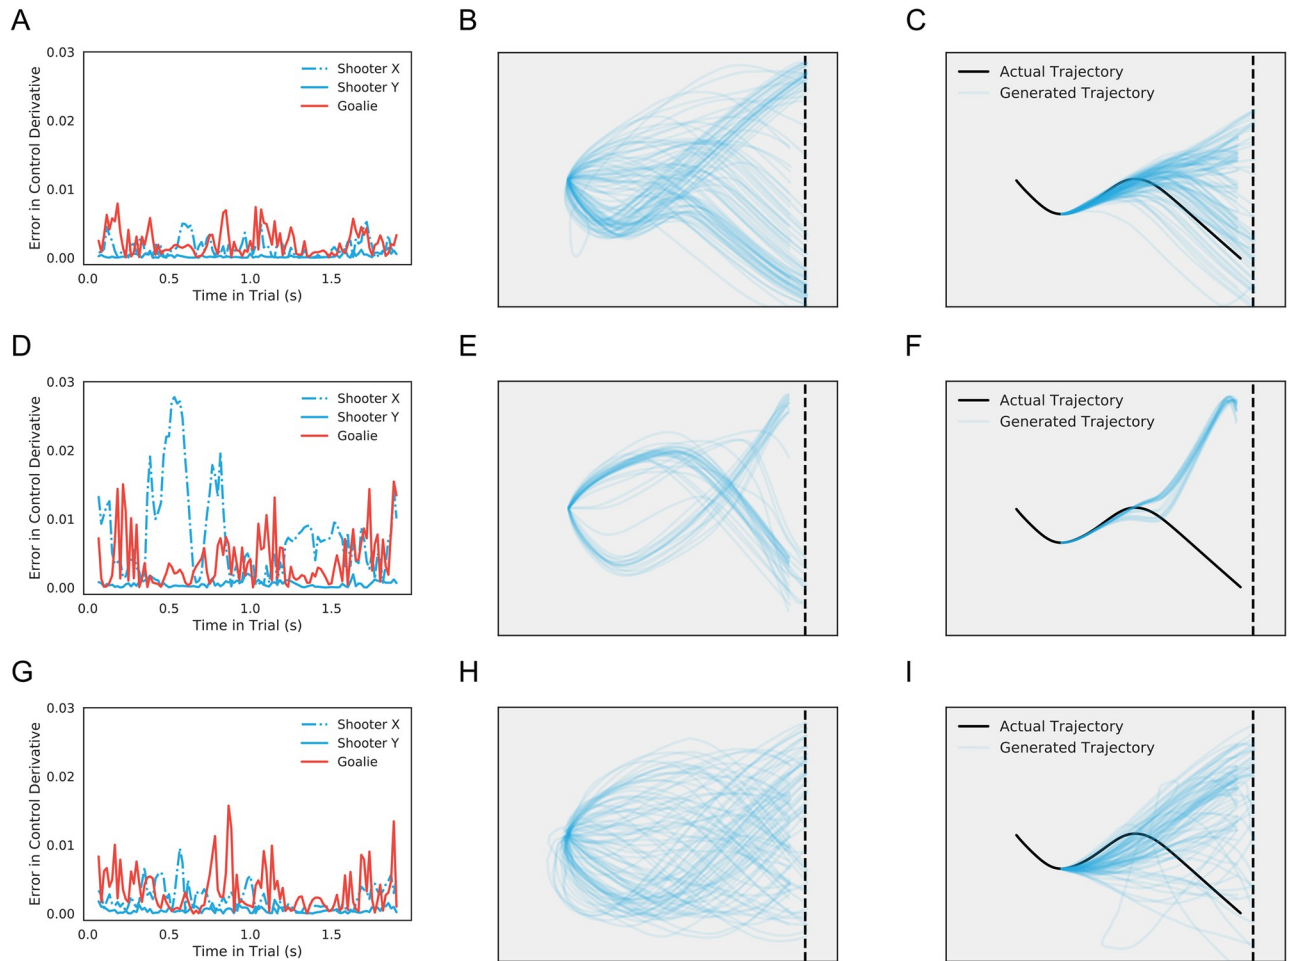 A
B
C
0.03
0.02
0.01
0.00
Error in Control Derivative
Shooter X
Shooter Y
Goalie
0.0 0.5 1.0 1.5
Time in Trial (s)
Actual Trajectory
Generated Trajectory
D
E
F
0.03
0.02
0.01
0.00
Error in Control Derivative
Shooter X
Shooter Y
Goalie
0.0 0.5 1.0 1.5
Time in Trial (s)
Actual Trajectory
Generated Trajectory
G
H
I
0.03
0.02
0.01
0.00
Error in Control Derivative
Shooter X
Shooter Y
Goalie
0.0 0.5 1.0 1.5
Time in Trial (s)
Actual Trajectory
Generated Trajectory